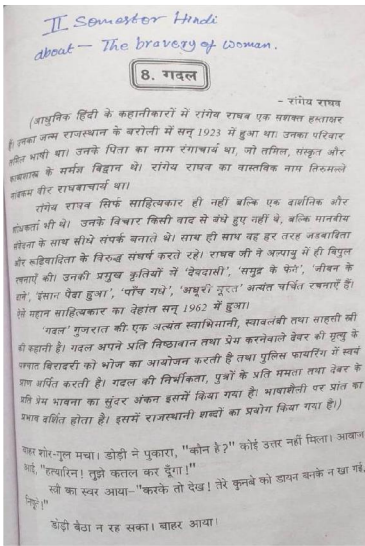 II Semester Hindi
about - The bravery of woman.
8. गदल
- रांगेय राघव
(आधुनिक हिंदी के कहानीकारों में रांगेय राघव एक सशक्त हस्ताक्षर
हैं। उनका जन्म राजस्थान के बरोली में सन् 1923 में हुआ था। उनका परिवार
तमिल भाषी था। उनके पिता का नाम रंगाचार्य था, जो तमिल, संस्कृत और
के मर्मज्ञ विद्वान थे। रांगेय राघव का वास्तविक नाम तिरुमल्लै
वीर राघवाचार्य था।
रांगेय राघव सिर्फ साहित्यकार ही नहीं बल्कि एक दार्शनिक और
भी थे। उनके विचार किसी वाद से बंधे हुए नहीं थे, बल्कि मानवीय
संवेदना के साथ सीधे संपर्क बनाते थे। साथ ही साथ वह हर तरह जडवादिता
और रूढिवादिता के विरुद्ध संघर्ष करते रहे। राघव जी ने अल्पायु में ही विपुल
रचनाएँ की। उनकी प्रमुख कृतियों में 'देवदासी', 'समुद्र के फेन', 'जीवन के
दाने', 'इंसान पैदा हुआ', 'पाँच गधे', 'अधूरी मूरत' अत्यंत चर्चित रचनाएँ हैं।
ऐसे महान साहित्यकार का देहांत सन् 1962 में हुआ।
'गदल' गुजरात की एक अत्यंत स्वाभिमानी, स्वावलंबी तथा साहसी स्त्री
की कहानी है। गदल अपने प्रति निष्ठावान तथा प्रेम करनेवाले देवर की मृत्यु के
पश्चात बिरादरी को भोज का आयोजन करती है तथा पुलिस फायरिंग में स्वयं
प्राण अर्पित करती है। गदल की निर्भीकता, पुत्रों के प्रति ममता तथा देवर के
प्रति प्रेम भावना का सुंदर अंकन इसमें किया गया है। भाषाशैली पर प्रांत का
प्रभाव दर्शित होता है। इसमें राजस्थानी शब्दों का प्रयोग किया गया है।)
बाहर शोर-गुल मचा। डोड़ी ने पुकारा, "कौन है?" कोई उत्तर नहीं मिला। आवाज
आई, "हत्यारिन! तुझे कतल कर दूँगा!"
स्त्री का स्वर आया- "करके तो देख! तेरे कुनबे को डायन बनके न खा गई,
निपूते!"
डोड़ी बैठा न रह सका। बाहर आया।